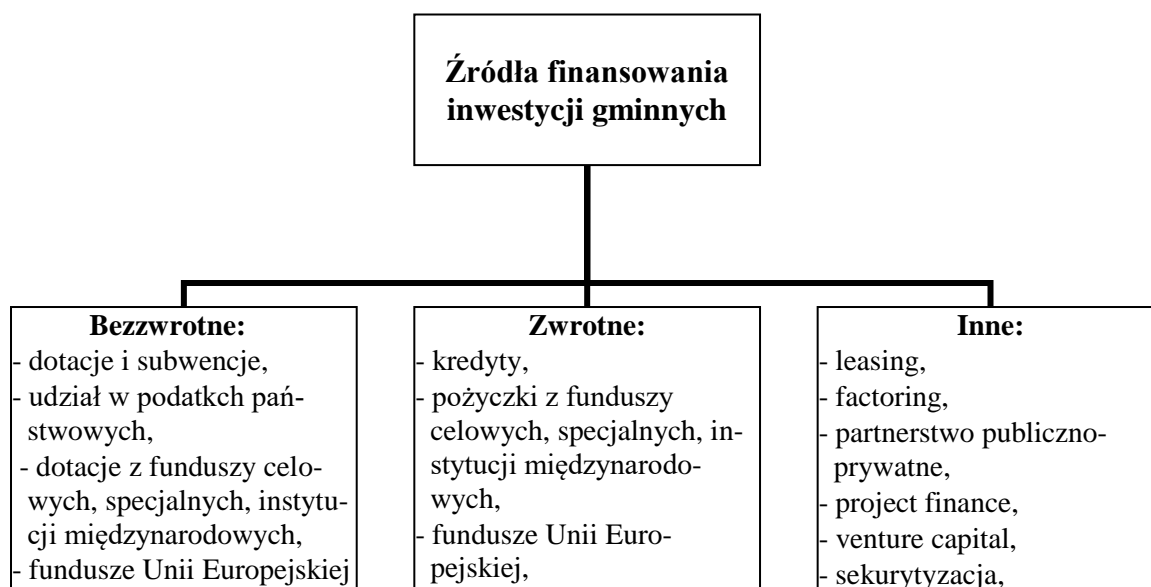 Źródła finansowania
inwestycji gminnych
Bezzwrotne:
- dotacje i subwencje,
- udział w podatkch pań-
stwowych,
- dotacje z funduszy celo-
wych, specjalnych, instytu-
cji międzynarodowych,
- fundusze Unii Europejskiej
Zwrotne:
- kredyty,
- pożyczki z funduszy
celowych, specjalnych, in-
stytucji międzynarodo-
wych,
- fundusze Unii Euro-
pejskiej,
Inne:
- leasing,
- factoring,
- partnerstwo publiczno-
prywatne,
- project finance,
- venture capital,
- sekurytyzacja,